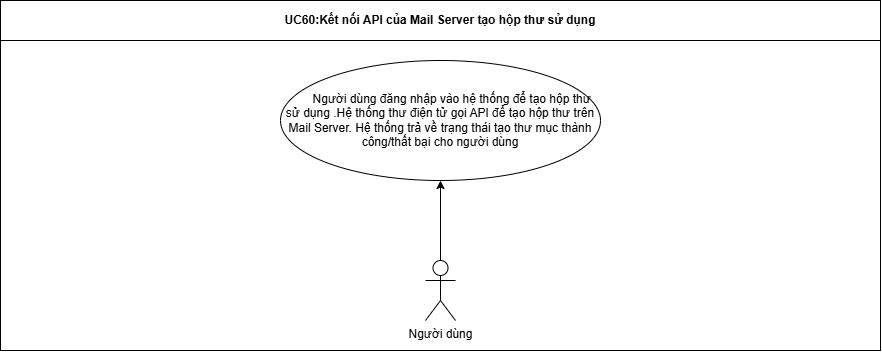 UC60:Kết nối API của Mail Server tạo hộp thư sử dụng
Người dùng đăng nhập vào hệ thống để tạo hộp thư
sử dụng .Hệ thống thư điện tử gọi API để tạo hộp thư trên
Mail Server. Hệ thống trả về trạng thái tạo thư mục thành
công/thất bại cho người dùng
Người dùng